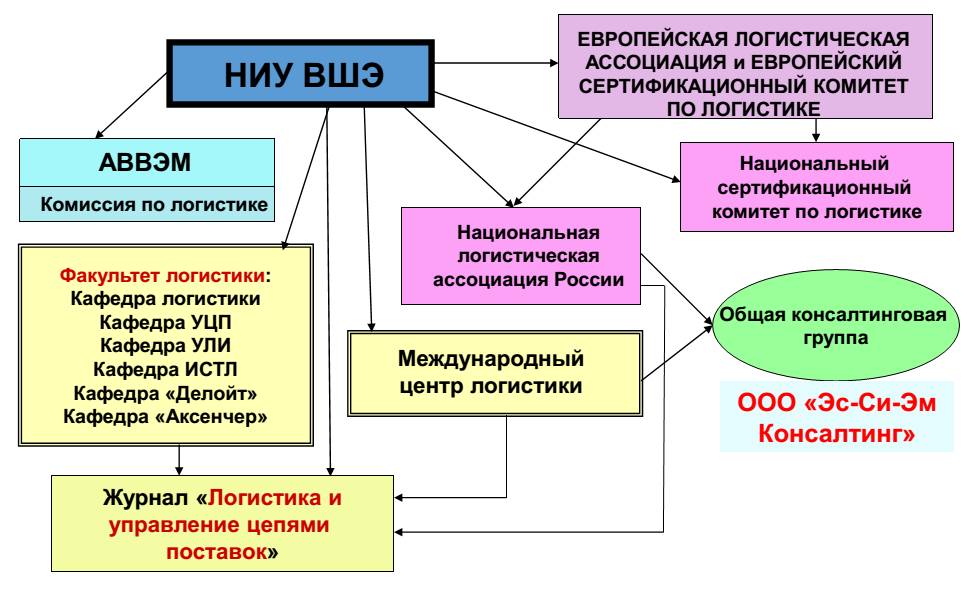 НИУ ВШЭ
ЕВРОПЕЙСКАЯ ЛОГИСТИЧЕСКАЯ
АССОЦИАЦИЯ и ЕВРОПЕЙСКИЙ
СЕРТИФИКАЦИОННЫЙ КОМИТЕТ
ПО ЛОГИСТИКЕ
АВВЭМ
Комиссия по логистике
Национальный
сертификационный
комитет по логистике
Национальная
логистическая
ассоциация России
Факультет логистики:
Кафедра логистики
Кафедра УЦП
Кафедра УЛИ
Кафедра ИСТЛ
Кафедра «Делойт»
Кафедра «Аксенчер»
Общая консалтинговая
группа
Международный
центр логистики
ООО «Эс-Си-Эм
Консалтинг»
Журнал «Логистика и
управление цепями
поставок»